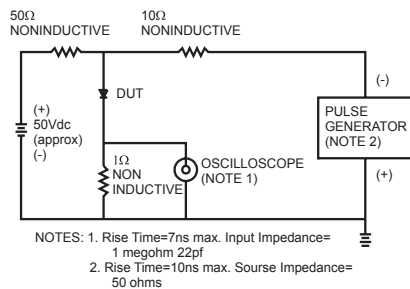 50Ω
NONINDUCTIVE
10Ω
NONINDUCTIVE
(+)
50Vdc
(approx)
(-)
DUT
1Ω
NON
INDUCTIVE
OSCILLOSCOPE
(NOTE 1)
(-)
PULSE
GENERATOR
(NOTE 2)
(+)
NOTES: 1. Rise Time=7ns max. Input Impedance=
1 megohm 22pf
2. Rise Time=10ns max. Sourse Impedance=
50 ohms